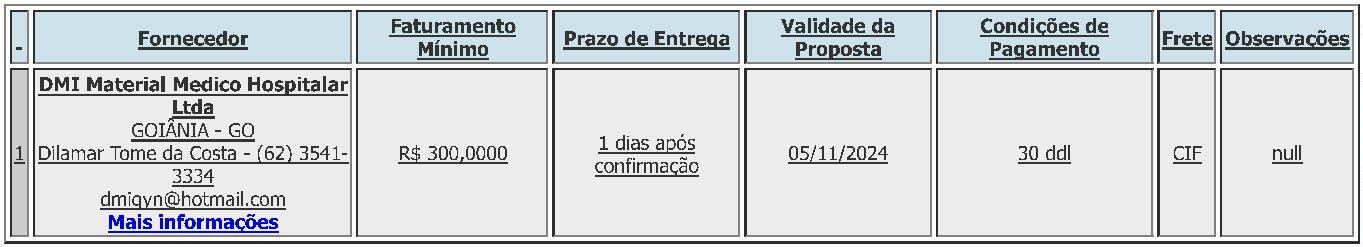 -
Fornecedor
Faturamento
Mínimo
Prazo de Entrega
Validade da
Proposta
Condições de
Pagamento
Frete
Observações
1
DMI Material Medico Hospitalar
Ltda
GOIÂNIA - GO
Dilamar Tome da Costa - (62) 3541-
3334
dmigyn@hotmail.com
Mais informações
R$ 300,0000
1 dias após
confirmação
05/11/2024
30 ddl
CIF
null